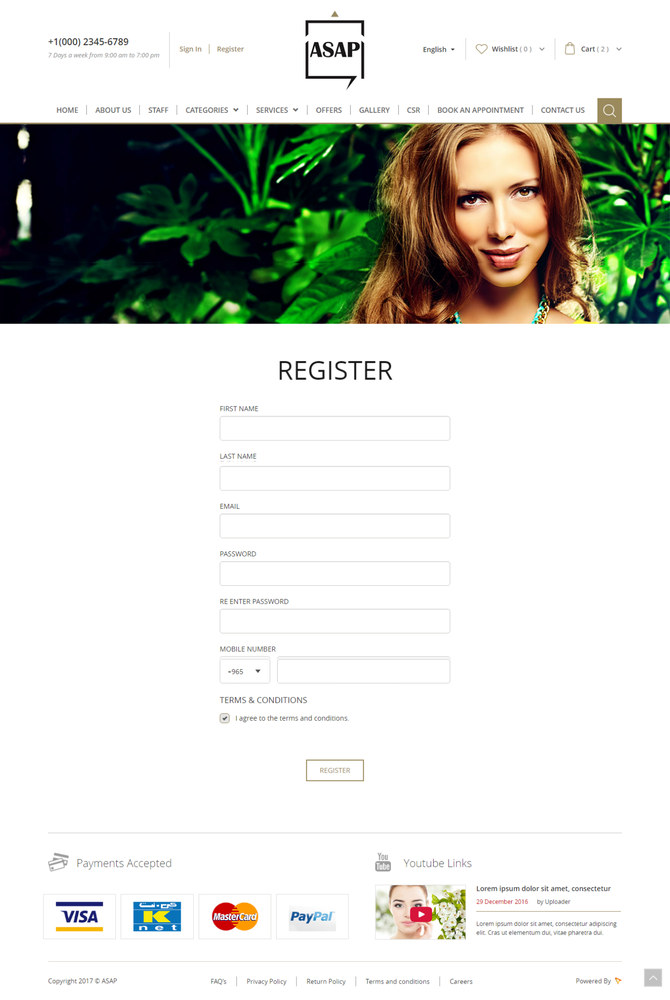 +1(000) 2345-6789
7 Days a week from 9:00 am to 7:00 pm
Sign In
Register
ASAP
English
Wishlist ( 0 )
Cart ( 2 )
HOME
ABOUT US
STAFF
CATEGORIES
SERVICES
OFFERS
GALLERY
CSR
BOOK AN APPOINTMENT
CONTACT US
REGISTER
FIRST NAME
LAST NAME
EMAIL
PASSWORD
RE ENTER PASSWORD
MOBILE NUMBER
+965
TERMS & CONDITIONS
I agree to the terms and conditions.
REGISTER
Payments Accepted
VISA
كي-نت
K
net
MasterCard
PayPal
You
Tube
Youtube Links
Lorem ipsum dolor sit amet, consectetur
29 December 2016
by Uploader
Lorem ipsum dolor sit amet, consectetur adipiscing
elit. Cras ut elementum dui, vitae pharetra dui.
Copyright 2017 © ASAP
FAQ's
Privacy Policy
Return Policy
Terms and conditions
Careers
Powered By